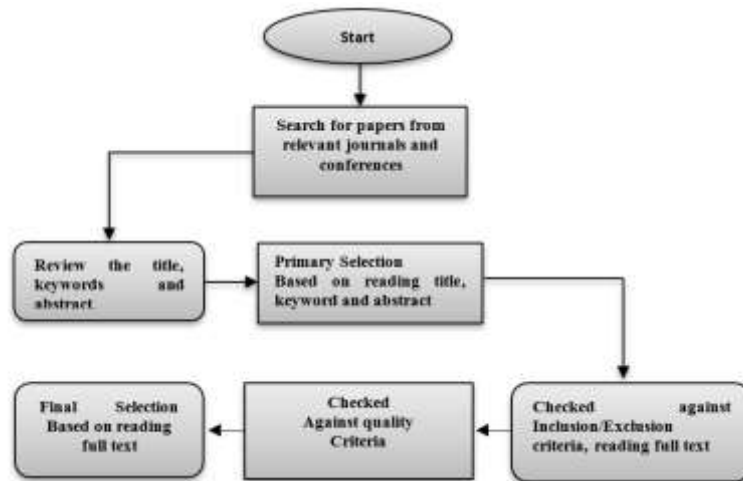 Start
Search for papers from
relevant journals and
conferences
Review the title,
keywords and
abstract
Primary Selection
Based on reading title,
keyword and abstract
Checked against
Inclusion/Exclusion
criteria, reading full text
Checked
Against quality
Criteria
Final Selection
Based on reading
full text